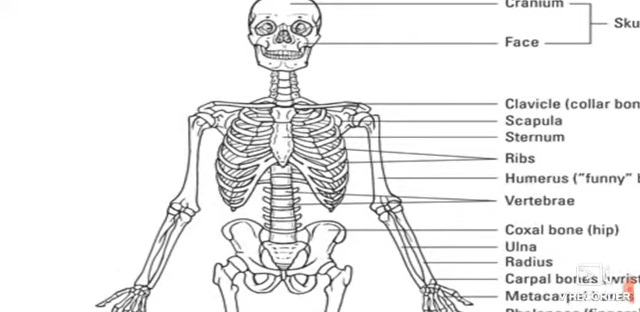 Cranium
Sku
Face
Clavicle (collar bon
Scapula
Sternum
Ribs
Humerus ("funny" b
Vertebrae
Coxal bone (hip)
Ulna
Radius
Carpal bones (wrist
Metacarpals